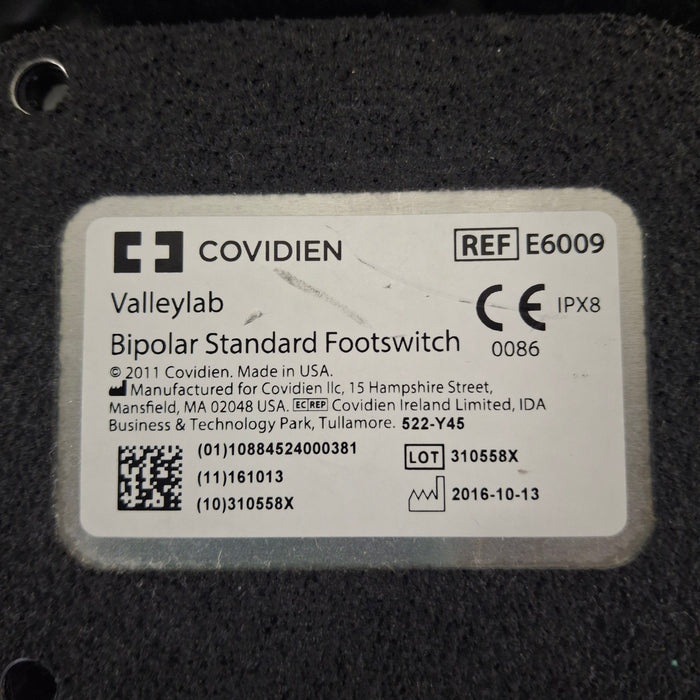 COVIDIEN
REF E6009
Valleylab
CE IPX8
Bipolar Standard Footswitch
0086
© 2011 Covidien. Made in USA.
Manufactured for Covidien llc, 15 Hampshire Street,
Mansfield, MA 02048 USA. EC REP Covidien Ireland Limited, IDA
Business & Technology Park, Tullamore. 522-Y45
(01)10884524000381
(11)161013
(10)310558X
LOT 310558X
2016-10-13